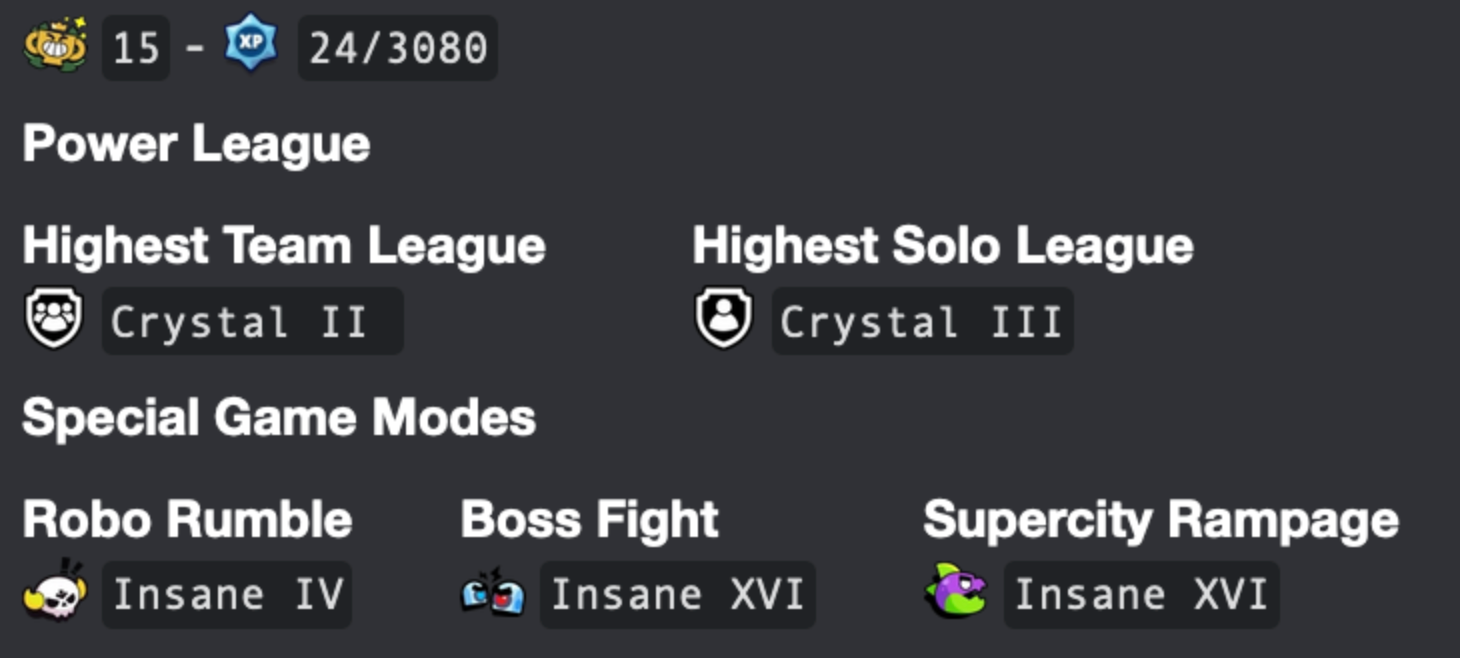 15 - XP 24/3080
Power League
Highest Team League Highest Solo League
Crystal II Crystal III
Special Game Modes
Robo Rumble Boss Fight Supercity Rampage
Insane IV Insane XVI Insane XVI